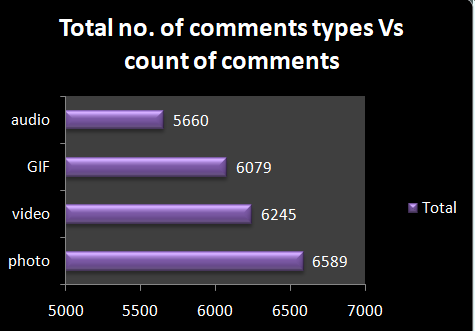 Total no. of comments types Vs
count of comments
audio
5660
GIF
6079
video
6245
photo
6589
Total
5000 5500 6000 6500 7000